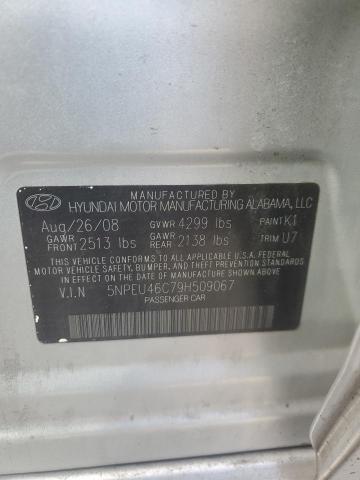 MANUFACTURED BY
HYUNDAI MOTOR MANUFACTURING ALABAMA, LLC
Aug/26/08 GVWR 4299 lbs PAINT K1
GAWR FRONT 2513 lbs GAWR REAR 2138 lbs TRIM U7
THIS VEHICLE CONFORMS TO ALL APPLICABLE U.S.A. FEDERAL
MOTOR VEHICLE SAFETY, BUMPER, AND THEFT PREVENTION STANDARDS
IN EFFECT ON THE DATE OF MANUFACTURE SHOWN ABOVE.
V.I.N 5NPEU46C79H509067
PASSENGER CAR